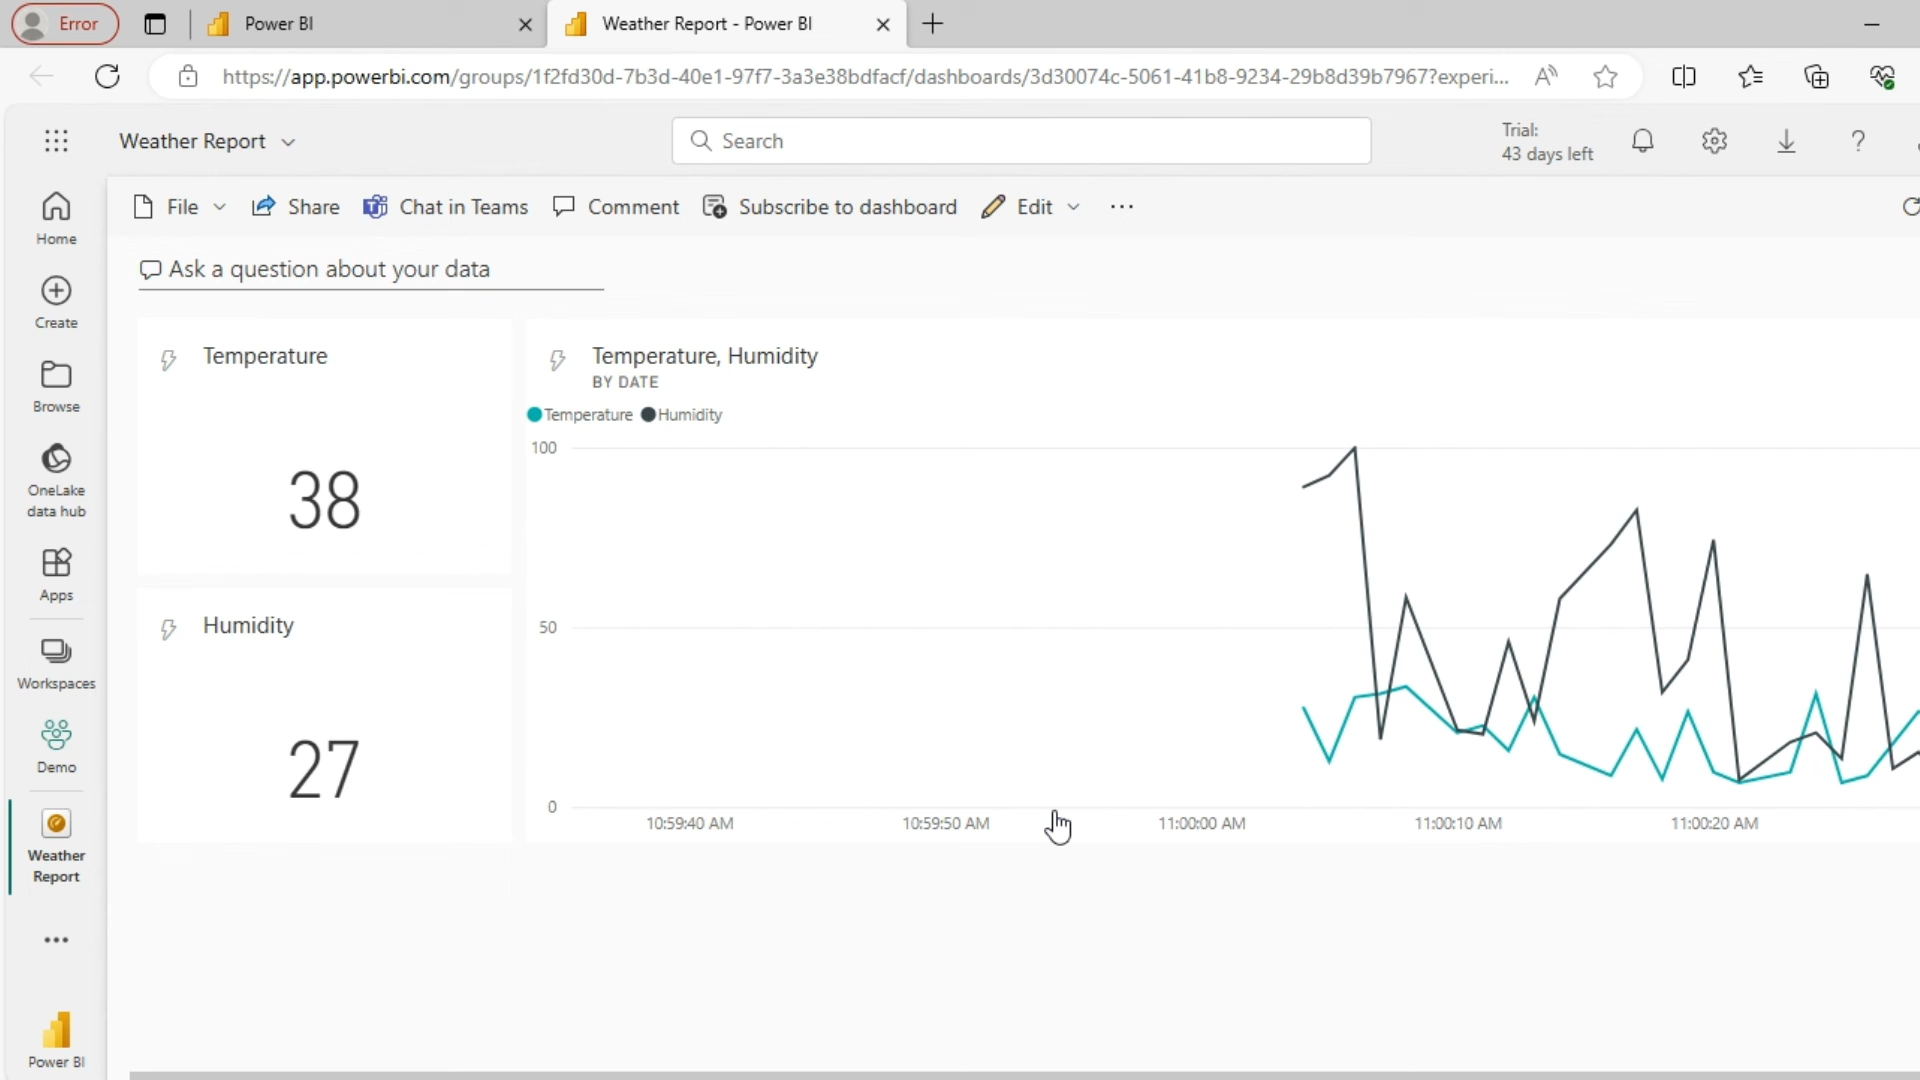 Error
Power BI
Weather Report - Power BI
https://app.powerbi.com/groups/1f2fd30d-7b3d-40e1-97f7-3a3e38bdfacf/dashboards/3d30074c-5061-41b8-9234-29b8d39b7967?experi...
Weather Report
Search
Trial:
43 days left
File
Share
Chat in Teams
Comment
Subscribe to dashboard
Edit
Home
Create
Browse
OneLake
data hub
Apps
Workspaces
Demo
Weather
Report
Power BI
Ask a question about your data
Temperature
38
Humidity
27
Temperature, Humidity
BY DATE
Temperature Humidity
100
50
0
10:59:40 AM 10:59:50 AM 11:00:00 AM 11:00:10 AM 11:00:20 AM